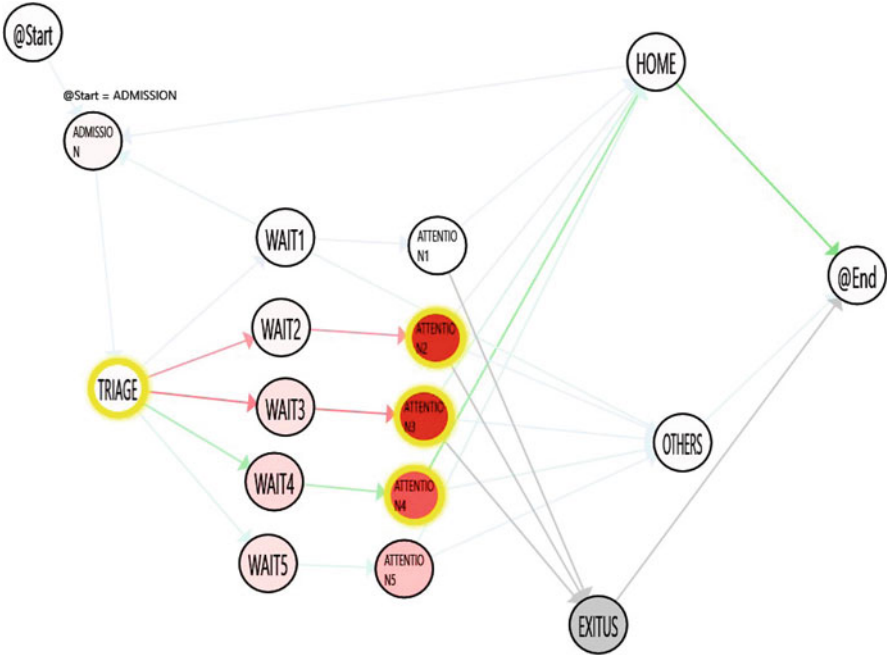 @Start
HOME
@Start = ADMISSION
ADMISSIO
N
WAIT1
ATTENTIO
N1
@End
WAIT2
ATTENTIO
N2
TRIAGE
WAIT3
ATTENTIO
N3
OTHERS
WAIT4
ATTENTIO
N4
WAIT5
ATTENTIO
N5
EXITUS